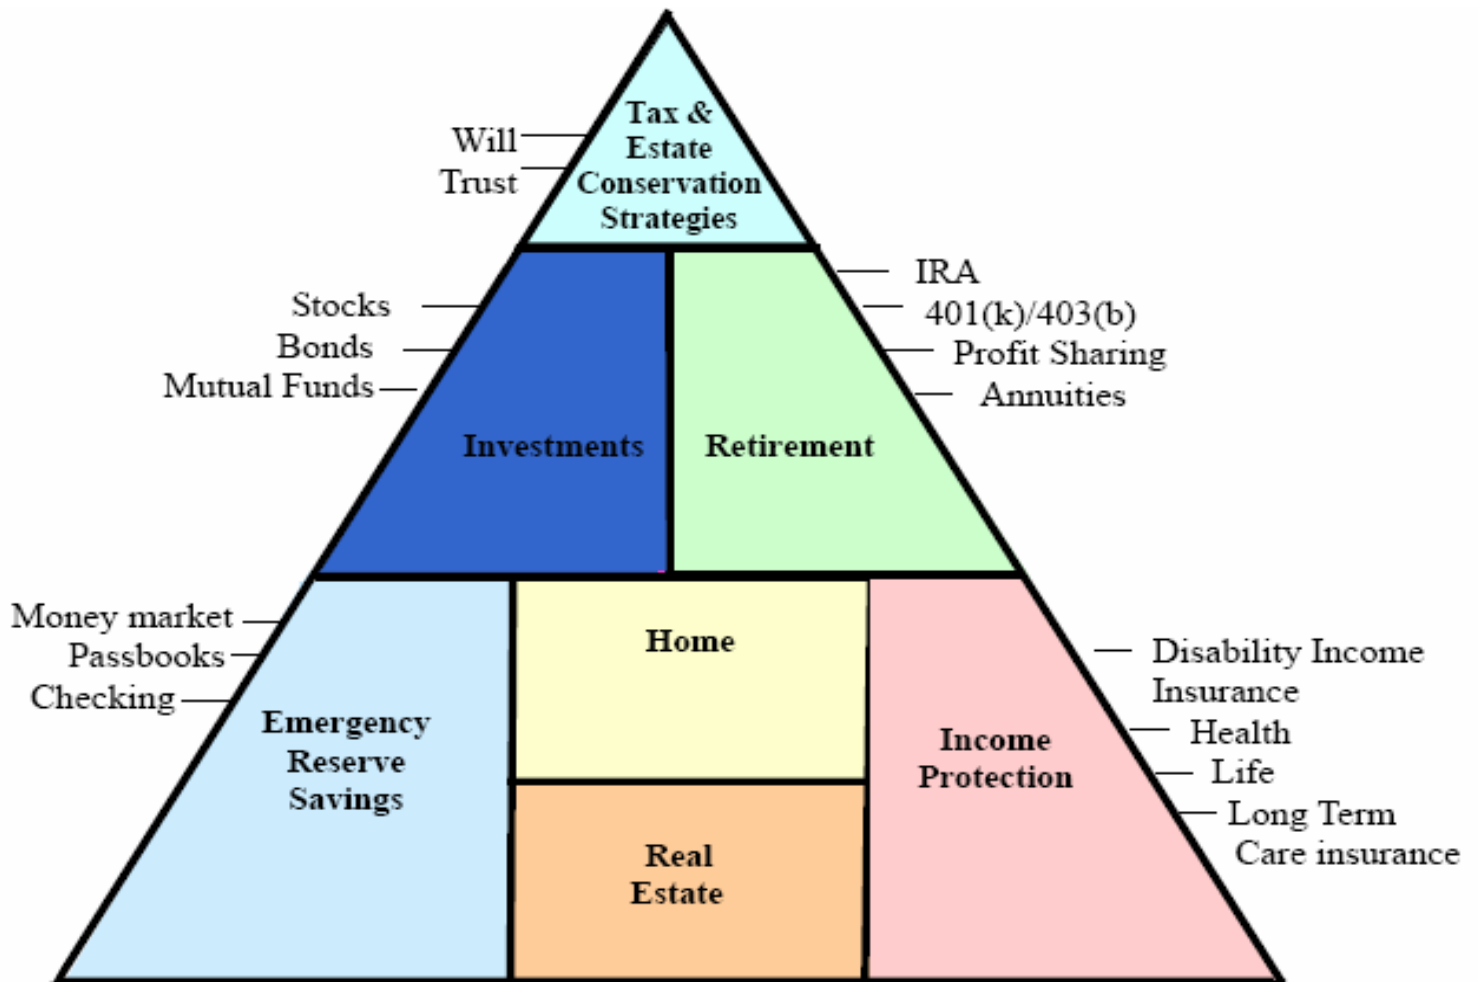 Tax &
Estate
Conservation
Strategies
Will
Trust
Stocks
Bonds
Mutual Funds
Investments
Retirement
IRA
401(k)/403(b)
Profit Sharing
Annuities
Money market
Passbooks
Checking
Emergency
Reserve
Savings
Home
Real
Estate
Income
Protection
Disability Income
Insurance
Health
Life
Long Term
Care insurance